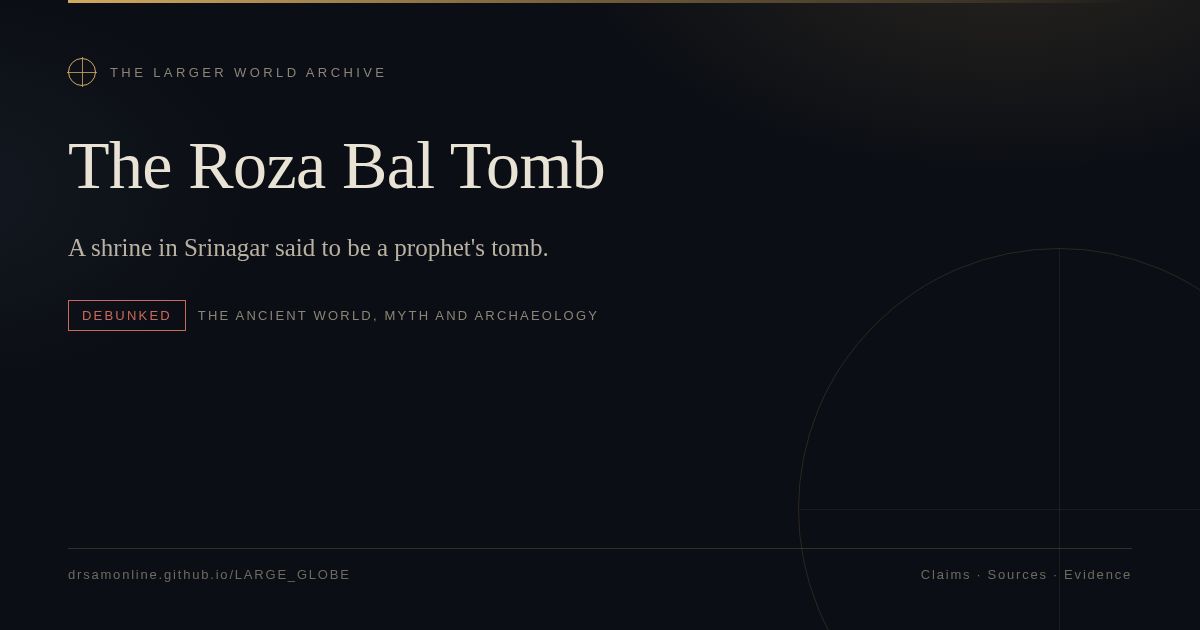 THE LARGER WORLD ARCHIVE
The Roza Bal Tomb
A shrine in Srinagar said to be a prophet's tomb.
DEBUNKED THE ANCIENT WORLD, MYTH AND ARCHAEOLOGY
drsamonline.github.io/LARGE_GLOBE Claims · Sources · Evidence